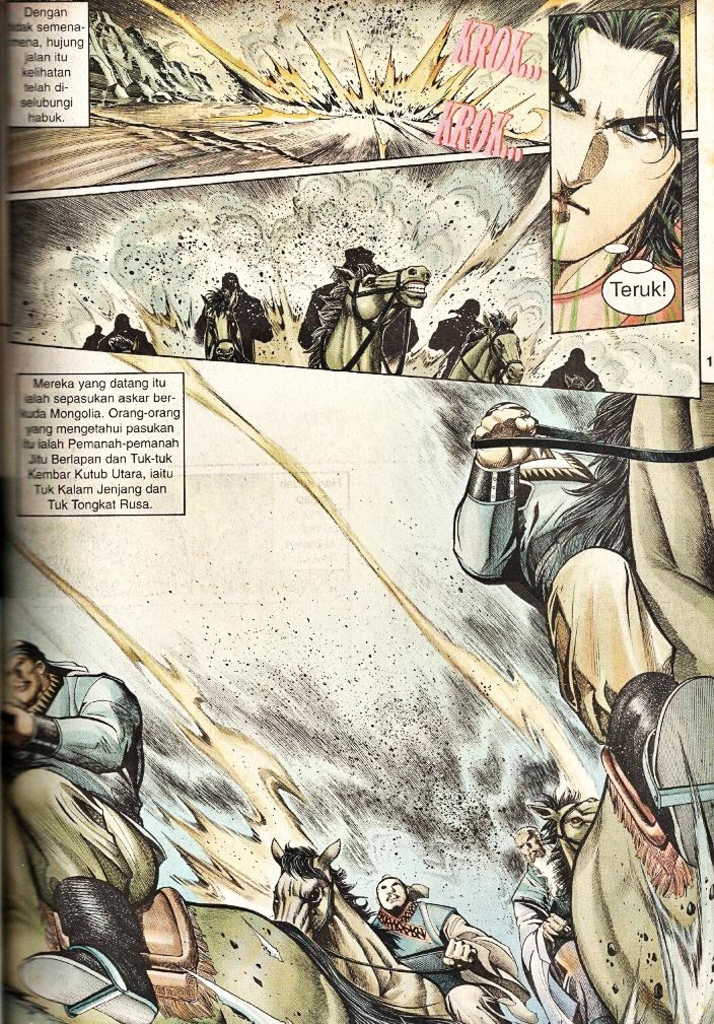 Dengan
tidak semena-
mena, hujung
jalan itu
kelihatan
telah di-
selubungi
habuk.
KROK...
KROK...
Teruk!
1
Mereka yang datang itu
ialah sepasukan askar ber-
kuda Mongolia. Orang-orang
yang mengetahui pasukan
itu ialah Pemanah-pemanah
Jitu Berlapan dan Tuk-tuk
Kembar Kutub Utara, iaitu
Tuk Kalam Jenjang dan
Tuk Tongkat Rusa.